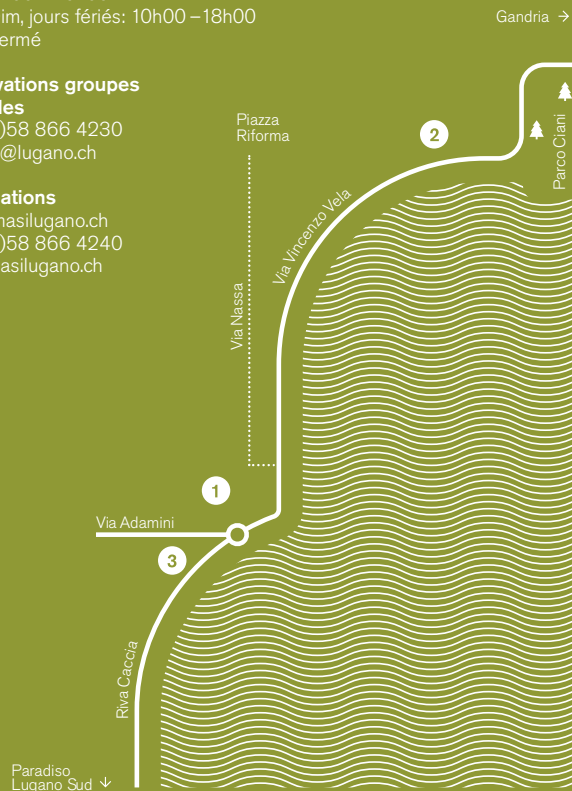 im, jours fériés: 10h00–18h00
ermé
vations groupes
les
)58 866 4230
@lugano.ch
ations
nasilugano.ch
)58 866 4240
asilugano.ch
Gandria →
Piazza
Riforma
2
Parco Ciani
Via Vincenzo Vela
Via Nassa
1
Via Adamini
3
Riva Caccia
Paradiso
Lugano Sud ↓